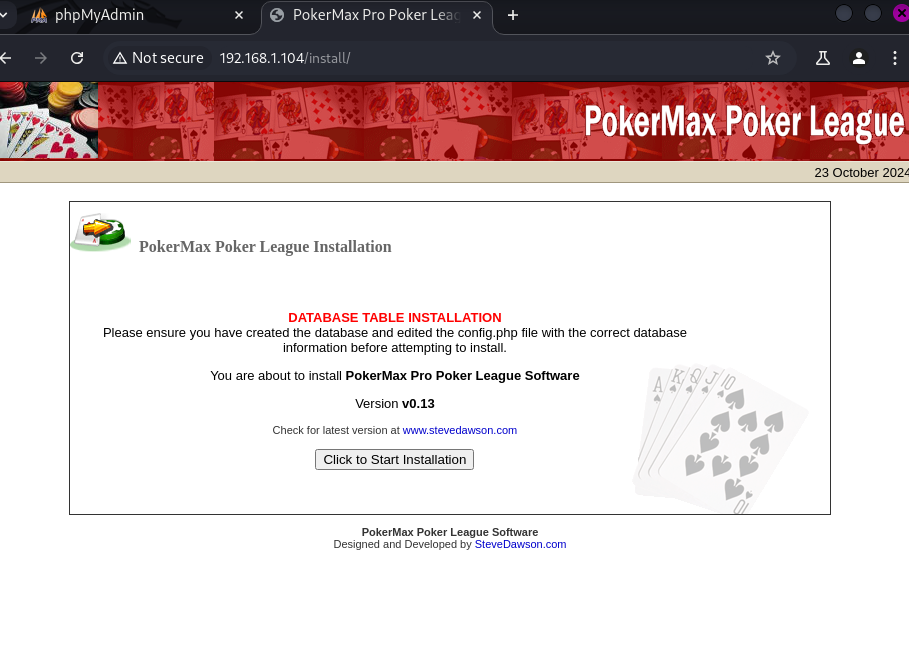 phpMyAdmin
PokerMax Pro Poker Leag
Not secure
192.168.1.104/install/
PokerMax Poker League
23 October 2024
PokerMax Poker League Installation
DATABASE TABLE INSTALLATION
Please ensure you have created the database and edited the config.php file with the correct database
information before attempting to install.
You are about to install PokerMax Pro Poker League Software
Version v0.13
Check for latest version at www.stevedawson.com
Click to Start Installation
A K Q J 10
10
PokerMax Poker League Software
Designed and Developed by SteveDawson.com